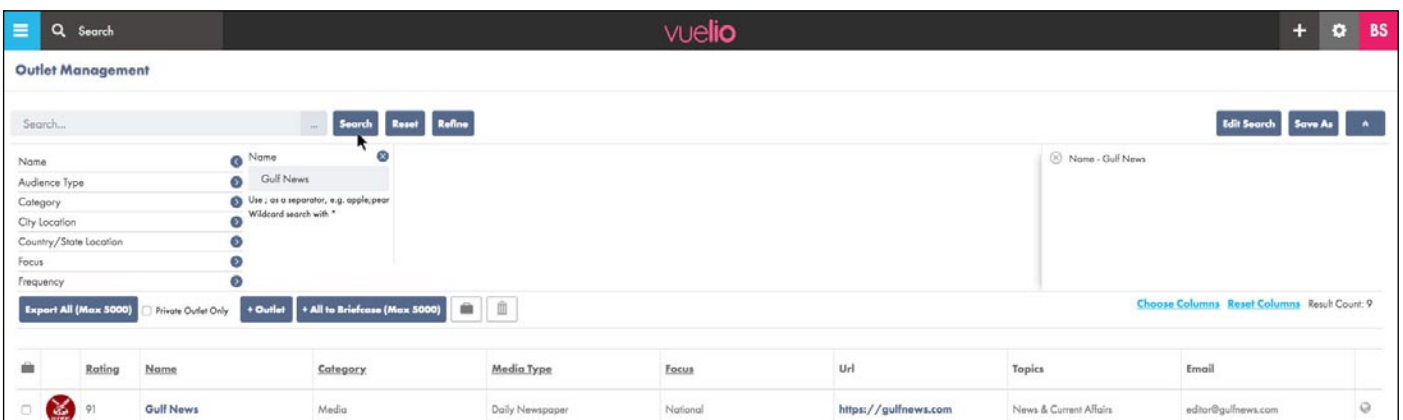 Search vuelio + BS
Outlet Management
Search... ... Search Reset Refine Edit Search Save As
Name Name Name - Gulf News
Audience Type Gulf News
Category Use ; as a separator, e.g. apple;pear
City Location Wildcard search with *
Country/State Location
Focus
Frequency
Export All (Max 5000) Private Outlet Only + Outlet + All to Briefcase (Max 5000) Choose Columns Reset Columns Result Count: 9
Rating Name Category Media Type Focus Url Topics Email
91 Gulf News Media Daily Newspaper National https://gulfnews.com News & Current Affairs editor@gulfnews.com